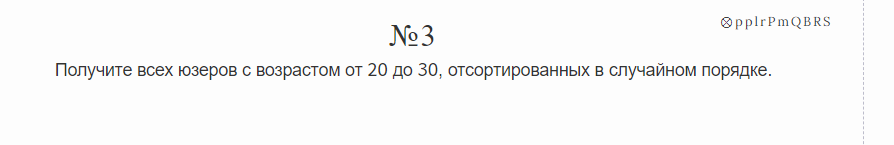 ⊗pplrPmQBRS
№3
Получите всех юзеров с возрастом от 20 до 30, отсортированных в случайном порядке.